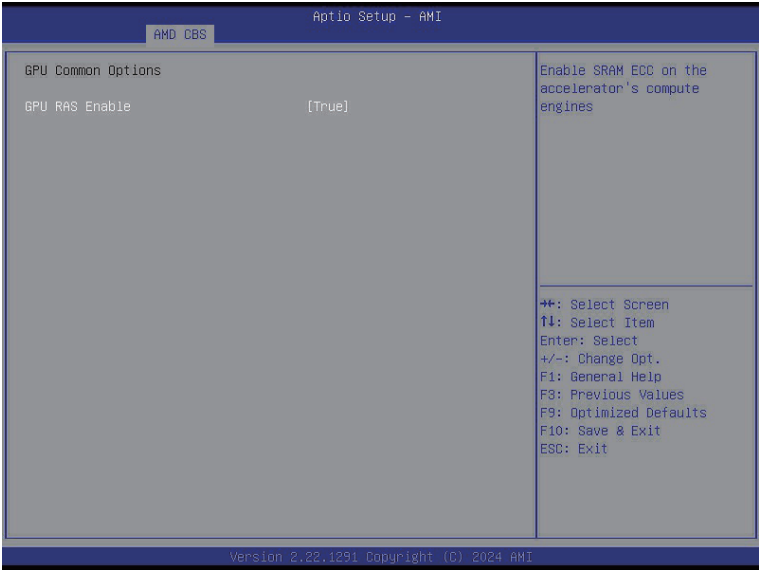 Aptio Setup – AMI
AMD CBS
GPU Common Options
GPU RAS Enable [True]
Enable SRAM ECC on the
accelerator's compute
engines
→←: Select Screen
↑↓: Select Item
Enter: Select
+/-: Change Opt.
F1: General Help
F3: Previous Values
F9: Optimized Defaults
F10: Save & Exit
ESC: Exit
Version 2.22.1291 Copyright (C) 2024 AMI